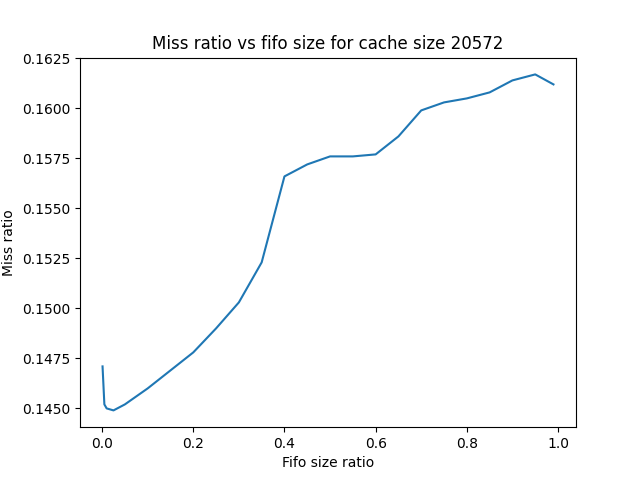 Miss ratio vs fifo size for cache size 20572
0.1625
0.1600
0.1575
0.1550
0.1525
0.1500
0.1475
0.1450
Miss ratio
0.0 0.2 0.4 0.6 0.8 1.0
Fifo size ratio